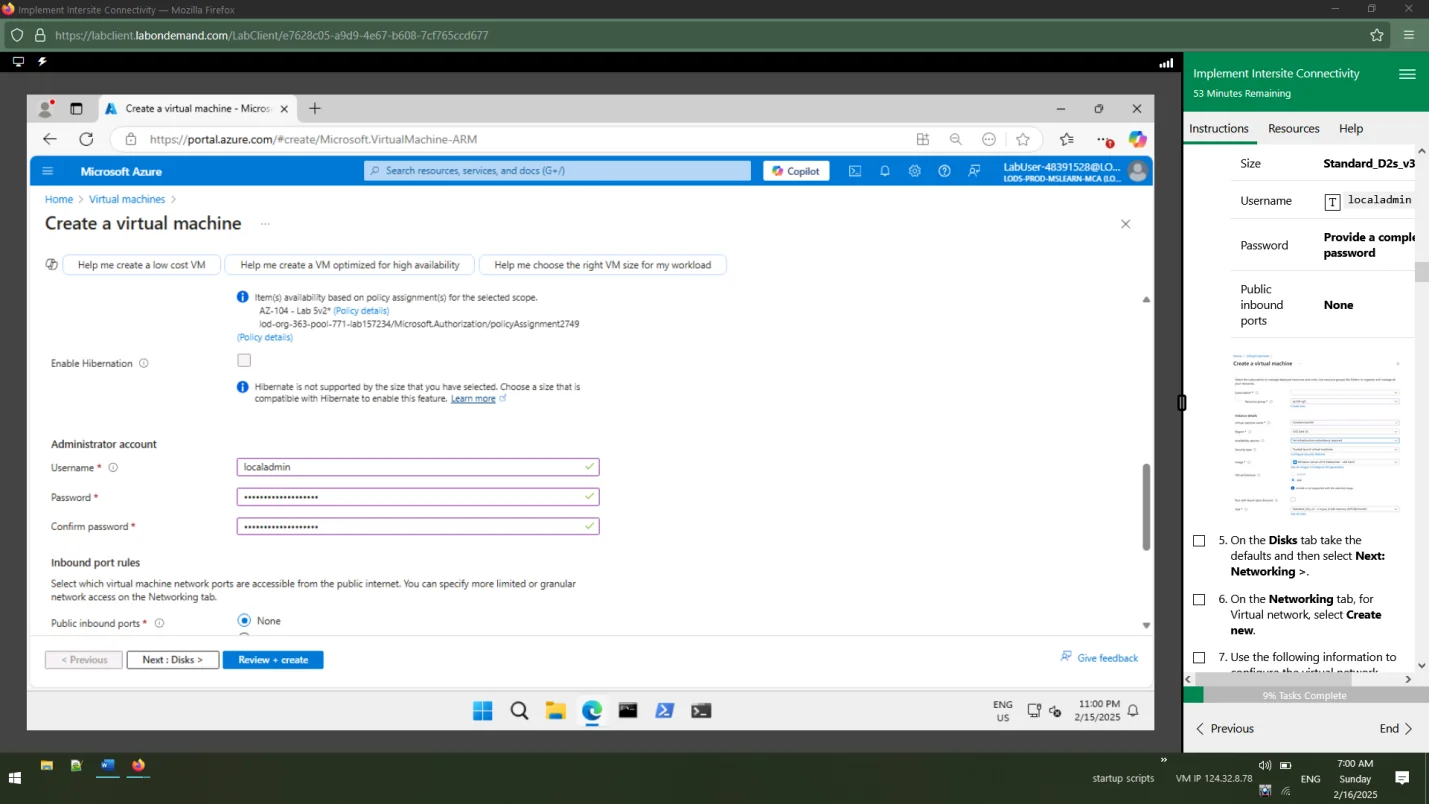 Implement Intersite Connectivity — Mozilla Firefox
https://labclient.labondemand.com/LabClient/e7628c05-a9d9-4e67-b608-7cf765ccd677
Create a virtual machine - Micros
https://portal.azure.com/#create/Microsoft.VirtualMachine-ARM
Microsoft Azure
Search resources, services, and docs (G+/)
Copilot
LabUser-48391528@LO...
LODS-PROD-MSLEARN-MCA (LO...
Home > Virtual machines >
Create a virtual machine ...
Help me create a low cost VM
Help me create a VM optimized for high availability
Help me choose the right VM size for my workload
Item(s) availability based on policy assignment(s) for the selected scope.
AZ-104 - Lab 5v2* (Policy details)
lod-org-363-pool-771-lab157234/Microsoft.Authorization/policyAssignment2749
(Policy details)
Enable Hibernation
Hibernate is not supported by the size that you have selected. Choose a size that is
compatible with Hibernate to enable this feature. Learn more
Administrator account
Username *
localadmin
Password *
Confirm password *
Inbound port rules
Select which virtual machine network ports are accessible from the public internet. You can specify more limited or granular
network access on the Networking tab.
Public inbound ports *
None
< Previous
Next : Disks >
Review + create
Give feedback
ENG
US
11:00 PM
2/15/2025
Implement Intersite Connectivity
53 Minutes Remaining
Instructions
Resources
Help
Size
Standard_D2s_v3
Username
T localadmin
Password
Provide a comple
password
Public
inbound
ports
None
Create a virtual machine
5. On the Disks tab take the
defaults and then select Next:
Networking >.
6. On the Networking tab, for
Virtual network, select Create
new.
7. Use the following information to
configure the virtual network
9% Tasks Complete
Previous
End
startup scripts
VM IP 124.32.8.78
ENG
7:00 AM
Sunday
2/16/2025